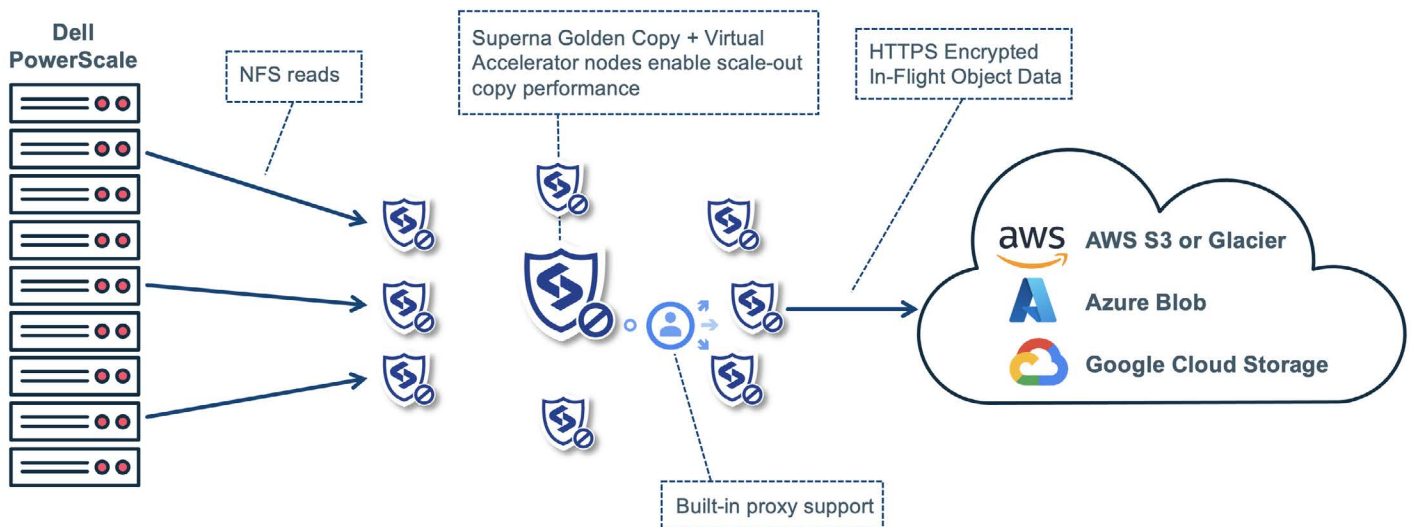 Dell
PowerScale
NFS reads
Superna Golden Copy + Virtual
Accelerator nodes enable scale-out
copy performance
HTTPS Encrypted
In-Flight Object Data
aws
AWS S3 or Glacier
Azure Blob
Google Cloud Storage
Built-in proxy support